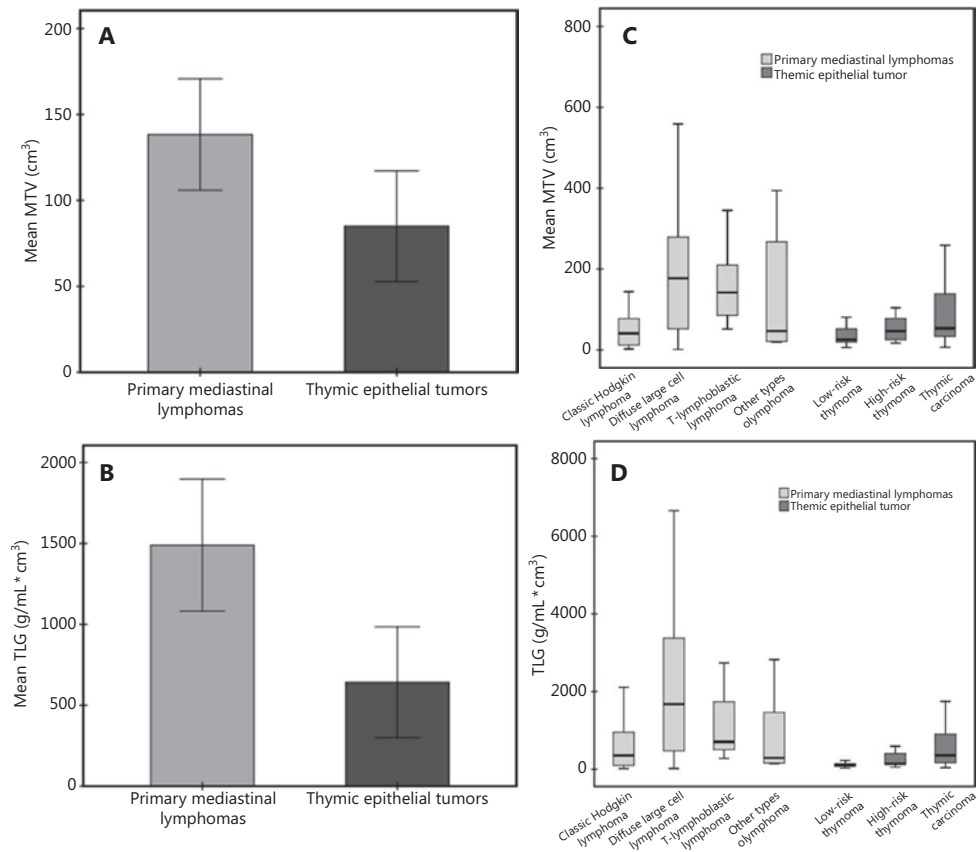 A
Mean MTV (cm³)
200
150
100
50
0
Primary mediastinal
lymphomas
Thymic epithelial tumors
C
Mean MTV (cm³)
800
600
400
200
0
Primary mediastinal lymphomas
Themic epithelial tumor
Classic Hodgkin
lymphoma
Diffuse large cell
lymphoma
T-lymphoblastic
lymphoma
Other types
olymphoma
Low-risk
thymoma
High-risk
thymoma
Thymic
carcinoma
B
Mean TLG (g/mL*cm³)
2000
1500
1000
500
0
Primary mediastinal
lymphomas
Thymic epithelial tumors
D
TLG (g/mL*cm³)
8000
6000
4000
2000
0
Primary mediastinal lymphomas
Themic epithelial tumor
Classic Hodgkin
lymphoma
Diffuse large cell
lymphoma
T-lymphoblastic
lymphoma
Other types
olymphoma
Low-risk
thymoma
High-risk
thymoma
Thymic
carcinoma